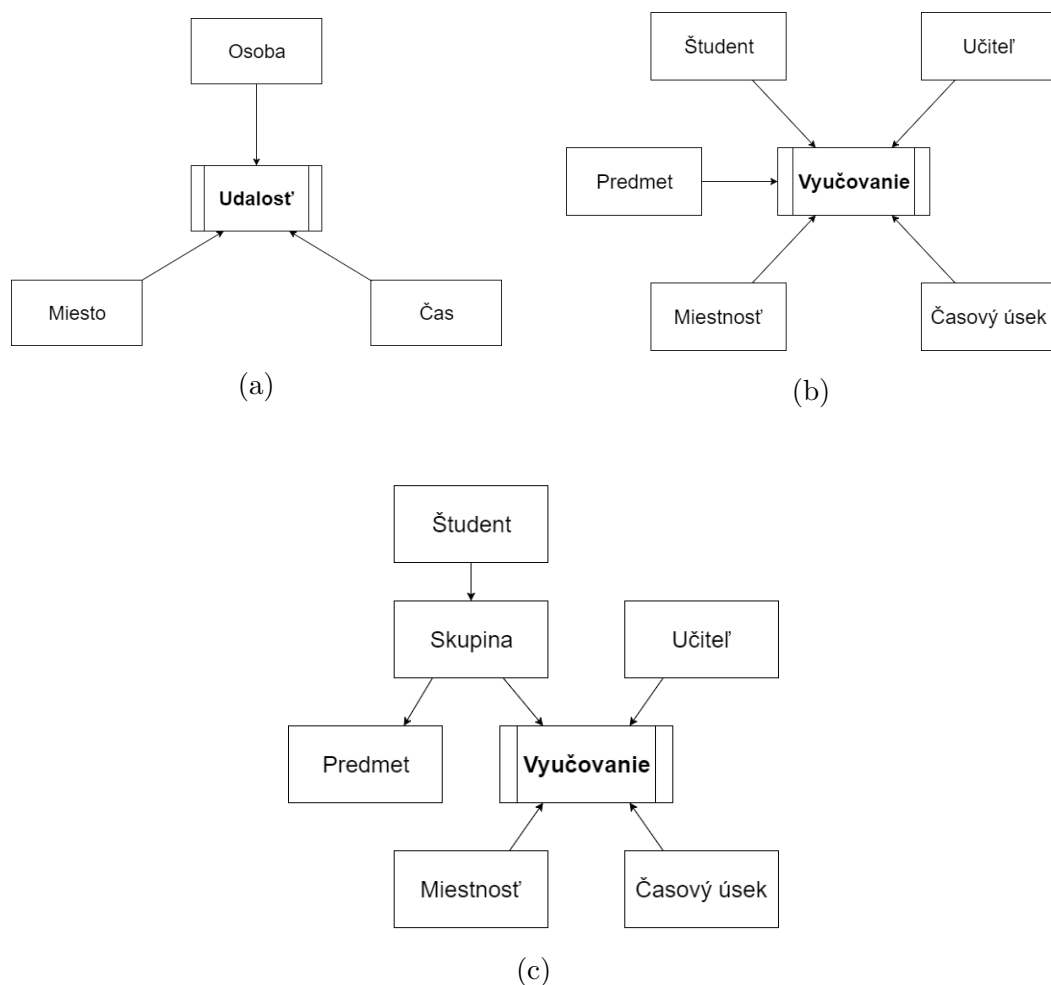 Osoba
Udalosť
Miesto
Čas
(a)
Študent
Učiteľ
Predmet
Vyučovanie
Miestnosť
Časový úsek
(b)
Študent
Skupina
Učiteľ
Predmet
Vyučovanie
Miestnosť
Časový úsek
(c)